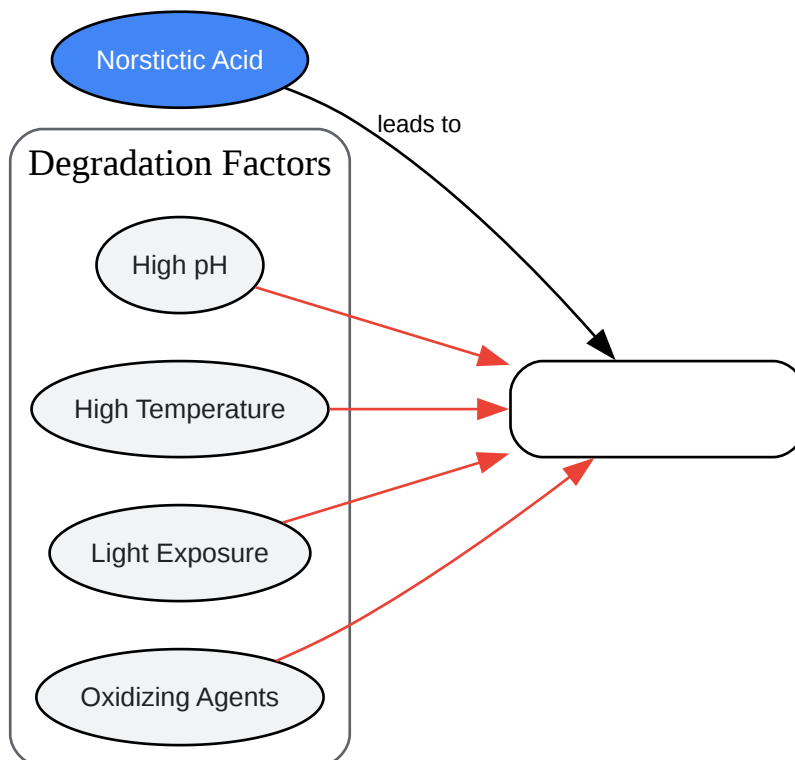 Norstictic Acid
leads to
Degradation Factors
High pH
High Temperature
Light Exposure
Oxidizing Agents